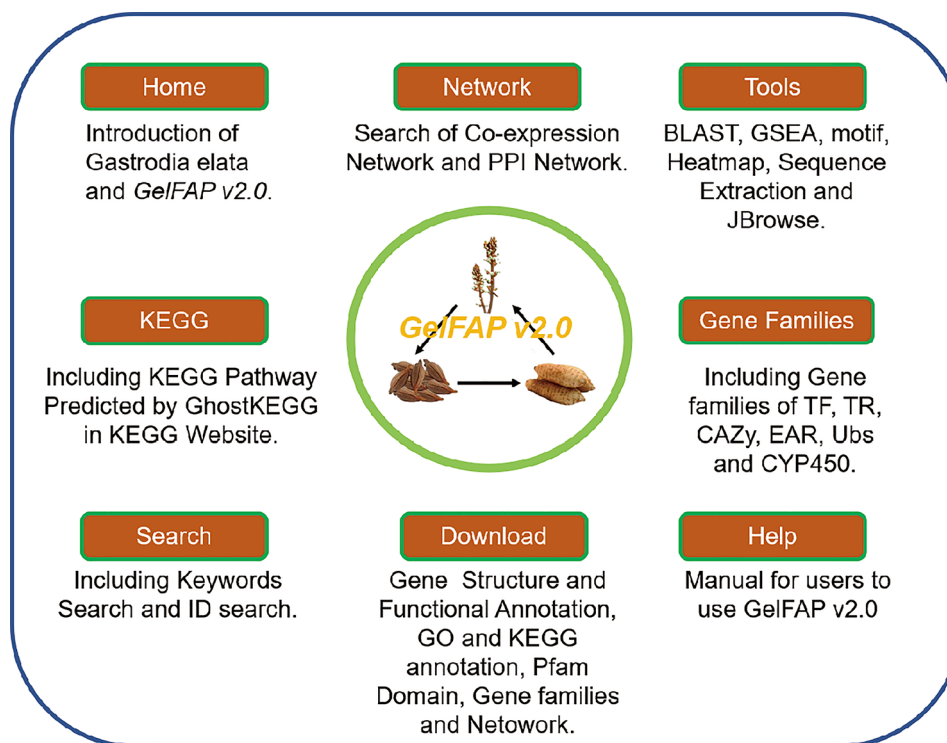 Home
Introduction of
Gastrodia elata
and GelFAP v2.0.
Network
Search of Co-expression
Network and PPI Network.
Tools
BLAST, GSEA, motif,
Heatmap, Sequence
Extraction and
JBrowse.
GelFAP v2.0
KEGG
Including KEGG Pathway
Predicted by GhostKEGG
in KEGG Website.
Gene Families
Including Gene
families of TF, TR,
CAZy, EAR, Ubs
and CYP450.
Search
Including Keywords
Search and ID search.
Download
Gene Structure and
Functional Annotation,
GO and KEGG
annotation, Pfam
Domain, Gene families
and Netowork.
Help
Manual for users to
use GelFAP v2.0